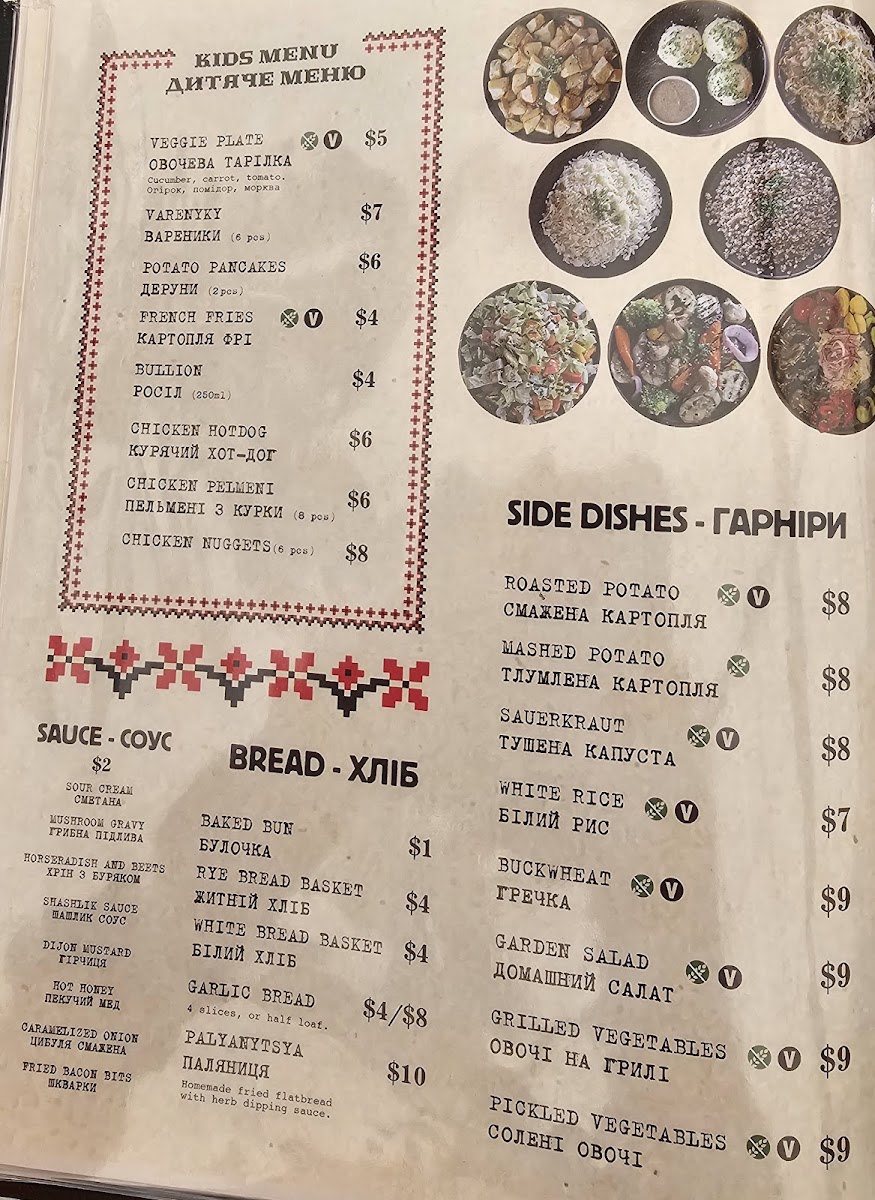 KIDS MENU
ДИТЯЧЕ МЕНЮ
VEGGIE PLATE V $5
ОВОЧЕВА ТАРІЛКА
Cucumber, carrot, tomato.
Огірок, помідор, морква
VARENYKY $7
ВАРЕНИКИ (6 pcs)
POTATO PANCAKES $6
ДЕРУНИ (2pcs)
FRENCH FRIES V $4
КАРТОПЛЯ ФРІ
BULLION $4
РОСІЛ (250ml)
CHICKEN HOTDOG $6
КУРЯЧИЙ ХОТ-ДОГ
CHICKEN PELMENI $6
ПЕЛЬМЕНІ З КУРКИ (8 pcs)
CHICKEN NUGGETS(6 pcs) $8
SAUCE - СОУС
$2
SOUR CREAM
СМЕТАНА
MUSHROOM GRAVY
ГРИБНА ПІДЛИВА
HORSERADISH AND BEETS
ХРІН З БУРЯКОМ
SHASHLIK SAUCE
ШАШЛИК СОУС
DIJON MUSTARD
ГІРЧИЦЯ
HOT HONEY
ПЕКУЧИЙ МЕД
CARAMELIZED ONION
ЦИБУЛЯ СМАЖЕНА
FRIED BACON BITS
ШКВАРКИ
BREAD - ХЛІБ
BAKED BUN
БУЛОЧКА $1
RYE BREAD BASKET
ЖИТНІЙ ХЛІБ $4
WHITE BREAD BASKET
БІЛИЙ ХЛІБ $4
GARLIC BREAD
4 slices, or half loaf. $4/$8
PALYANYTSYA
ПАЛЯНИЦЯ $10
Homemade fried flatbread
with herb dipping sauce.
SIDE DISHES - ГАРНІРИ
ROASTED POTATO V $8
СМАЖЕНА КАРТОПЛЯ
MASHED POTATO $8
ТЛУМЛЕНА КАРТОПЛЯ
SAUERKRAUT V $8
ТУШЕНА КАПУСТА
WHITE RICE V $7
БІЛИЙ РИС
BUCKWHEAT V $9
ГРЕЧКА
GARDEN SALAD V $9
ДОМАШНИЙ САЛАТ
GRILLED VEGETABLES V $9
ОВОЧІ НА ГРИЛІ
PICKLED VEGETABLES V $9
СОЛЕНІ ОВОЧІ